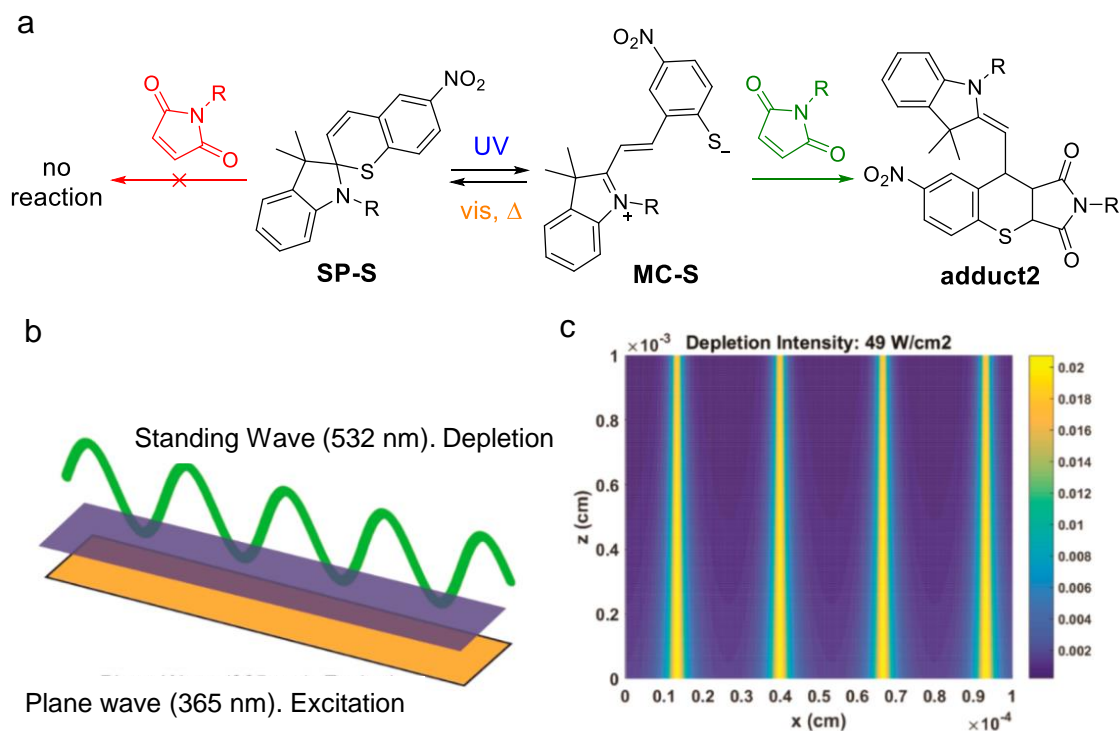 a
O
N
R
O
no
reaction
NO2
S
N
R
SP-S
UV
vis, Δ
O2N
S
−
N
+
R
MC-S
O
N
R
O
R
N
O2N
O
N-R
S
O
adduct2
b
Standing Wave (532 nm). Depletion
Plane wave (365 nm). Excitation
c
×10-3
Depletion Intensity: 49 W/cm2
1
0.8
0.6
0.4
0.2
0
z (cm)
0 0.1 0.2 0.3 0.4 0.5 0.6 0.7 0.8 0.9 1
x (cm)
×10-4
0.02
0.018
0.016
0.014
0.012
0.01
0.008
0.006
0.004
0.002